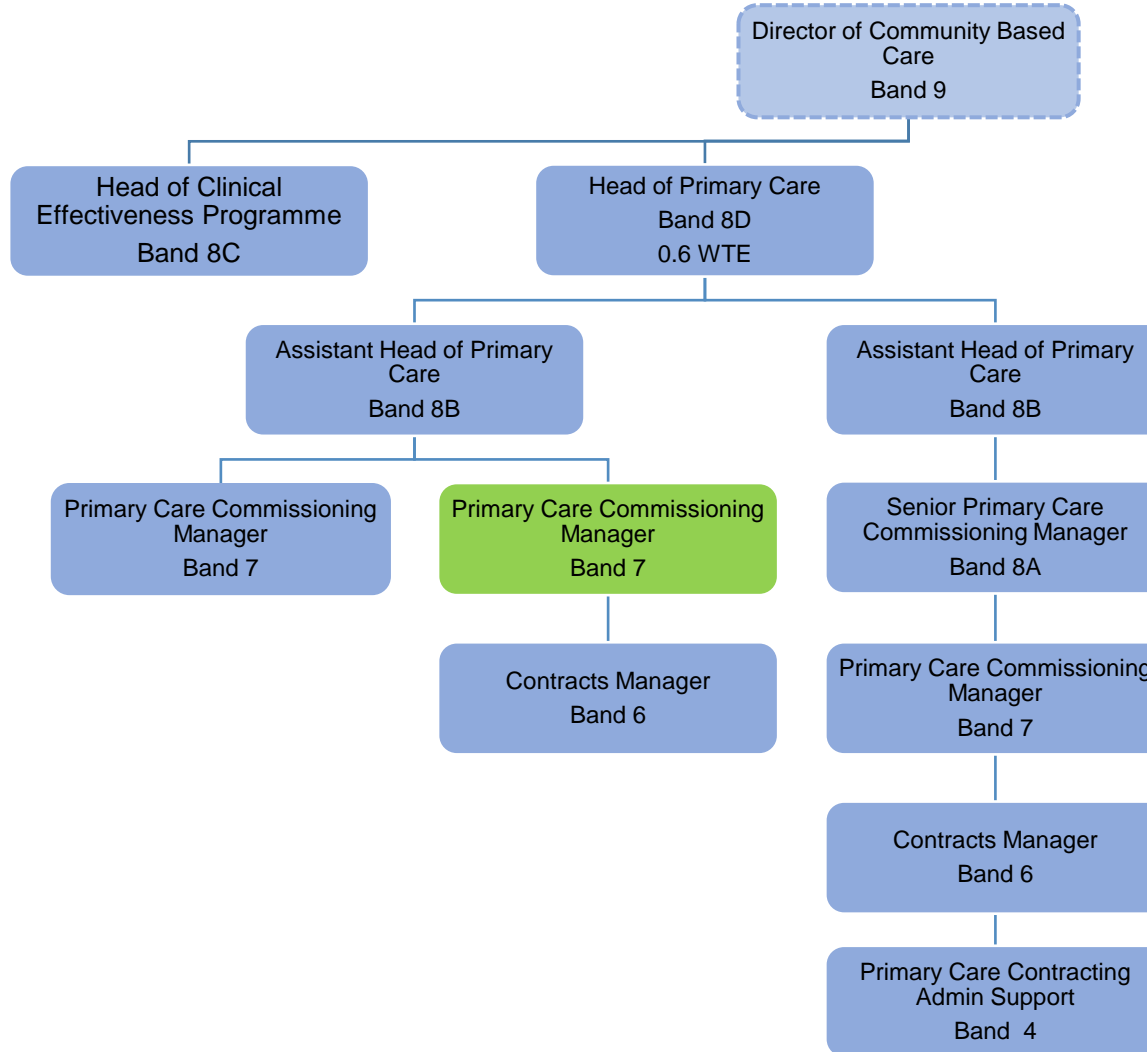 Director of Community Based
Care
Band 9
Head of Clinical
Effectiveness Programme
Band 8C
Head of Primary Care
Band 8D
0.6 WTE
Assistant Head of Primary
Care
Band 8B
Assistant Head of Primary
Care
Band 8B
Primary Care Commissioning
Manager
Band 7
Primary Care Commissioning
Manager
Band 7
Senior Primary Care
Commissioning Manager
Band 8A
Contracts Manager
Band 6
Primary Care Commissioning
Manager
Band 7
Contracts Manager
Band 6
Primary Care Contracting
Admin Support
Band 4